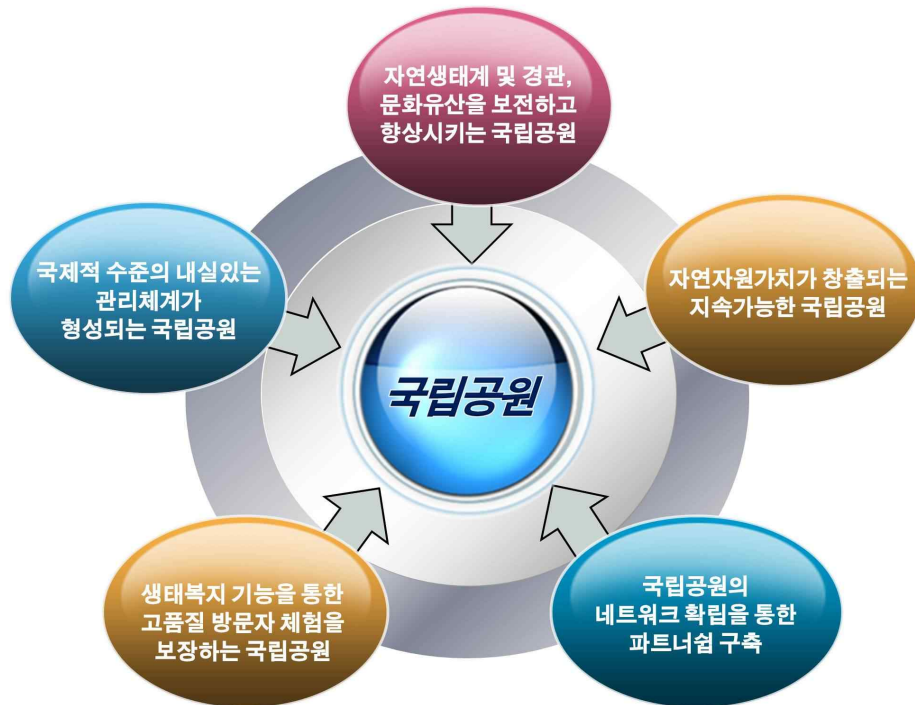 자연생태계 및 경관,
문화유산을 보전하고
향상시키는 국립공원
국제적 수준의 내실있는
관리체계가
형성되는 국립공원
자연자원가치가 창출되는
지속가능한 국립공원
국립공원
생태복지 기능을 통한
고품질 방문자 체험을
보장하는 국립공원
국립공원의
네트워크 확립을 통한
파트너쉽 구축